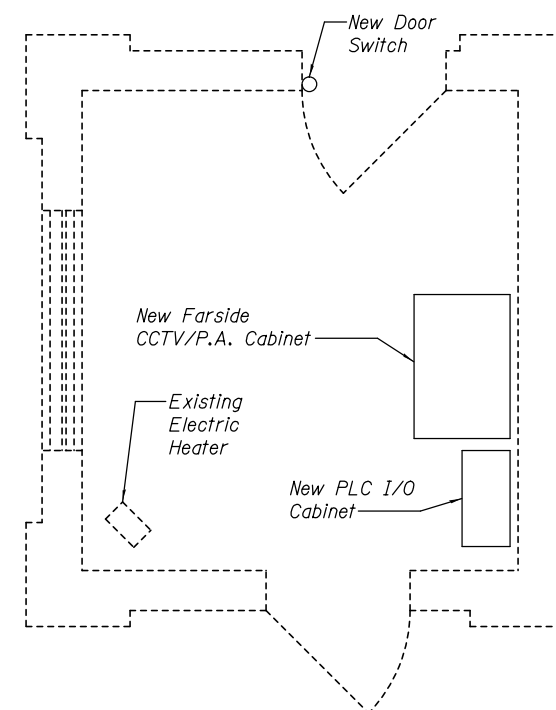 New Door
Switch
New Farside
CCTV/P.A. Cabinet
Existing
Electric
Heater
New PLC I/O
Cabinet